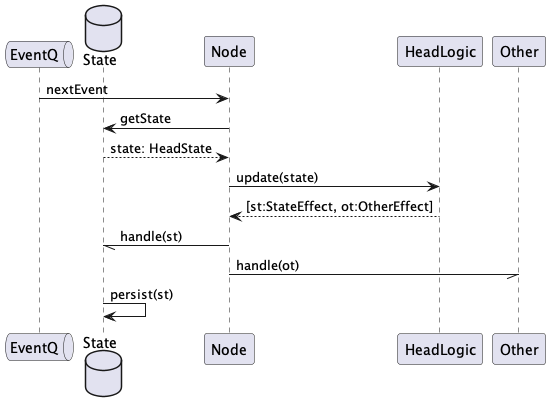 EventQ
State
Node
HeadLogic
Other
nextEvent
getState
state: HeadState
update(state)
[st:StateEffect, ot:OtherEffect]
handle(st)
handle(ot)
persist(st)
EventQ
State
Node
HeadLogic
Other